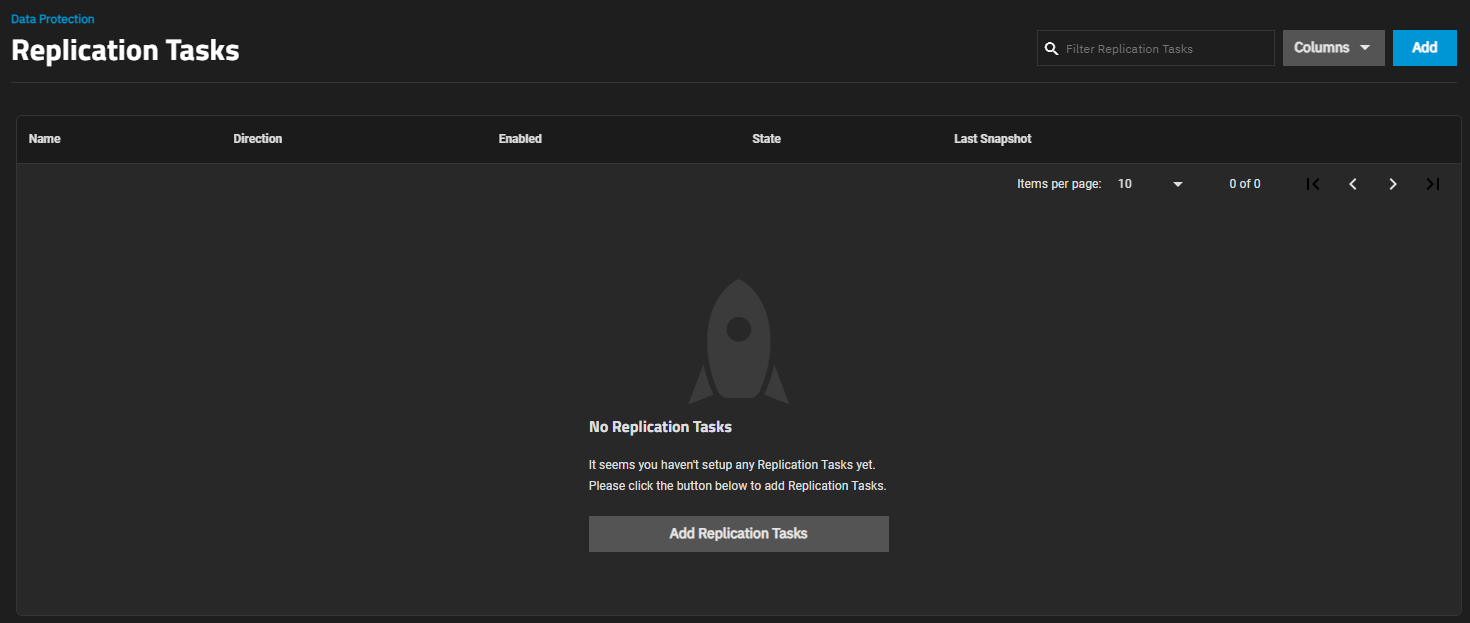 Data Protection
Replication Tasks
Filter Replication Tasks
Columns
Add
Name Direction Enabled State Last Snapshot
Items per page: 10 0 of 0
No Replication Tasks
It seems you haven't setup any Replication Tasks yet.
Please click the button below to add Replication Tasks.
Add Replication Tasks